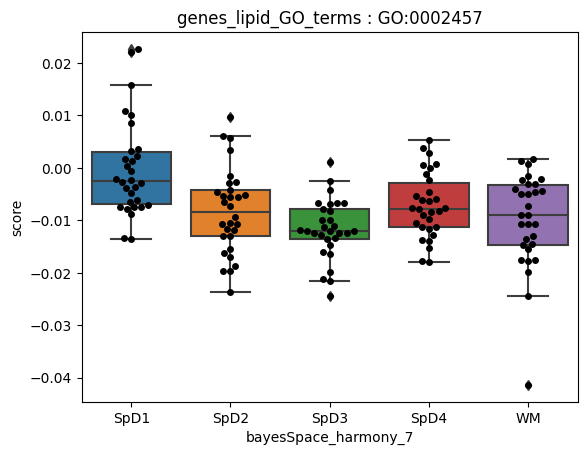 genes_lipid_GO_terms : GO:0002457
score
0.02
0.01
0.00
−0.01
−0.02
−0.03
−0.04
SpD1 SpD2 SpD3 SpD4 WM
bayesSpace_harmony_7